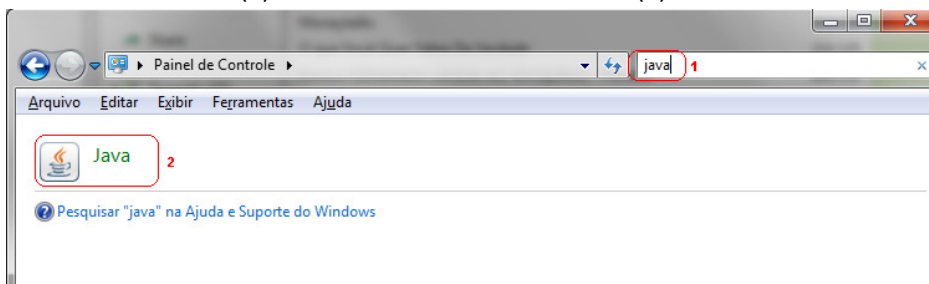 Painel de Controle
java 1
Arquivo Editar Exibir Ferramentas Ajuda
Java 2
Pesquisar "java" na Ajuda e Suporte do Windows